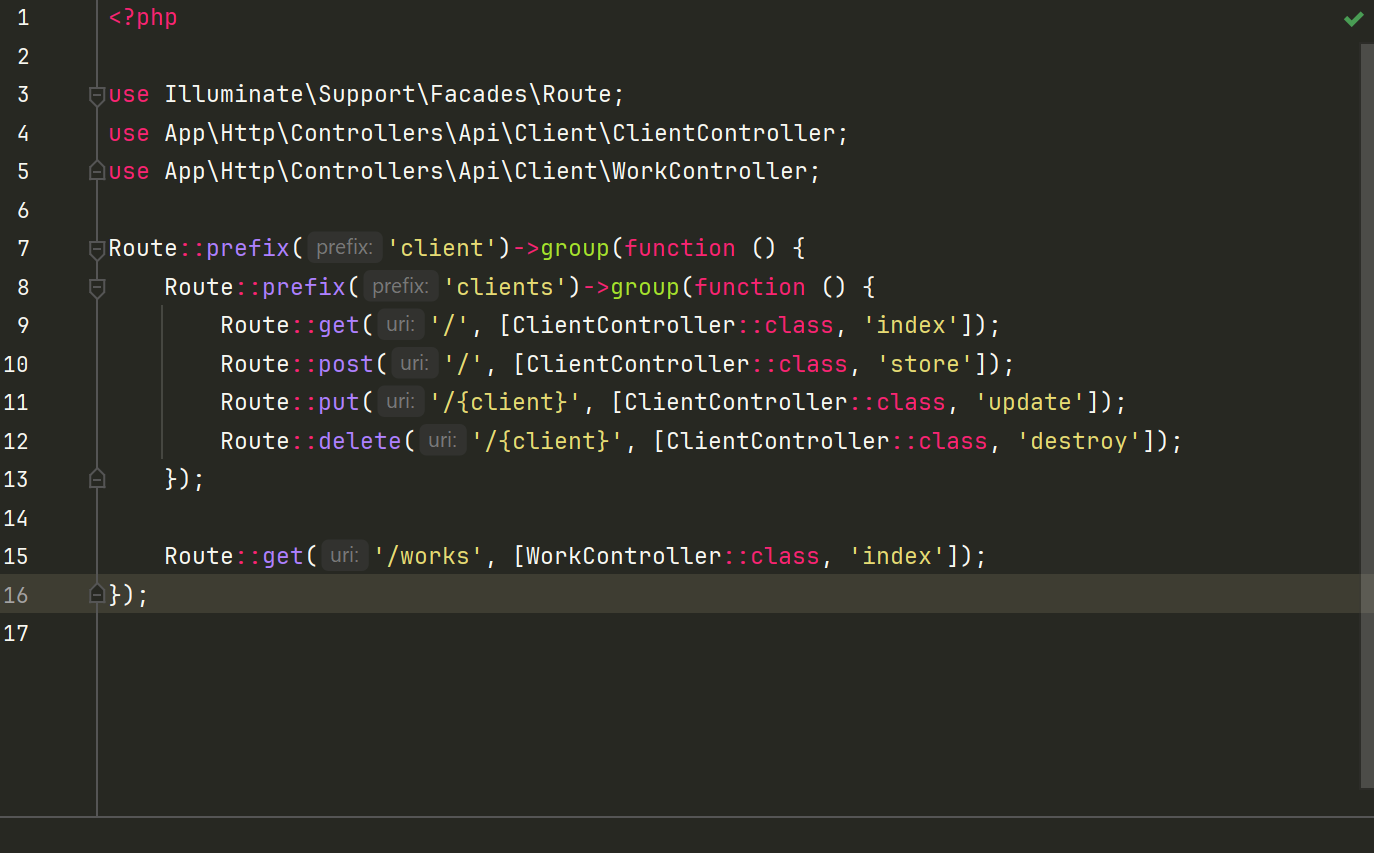 1 <?php
2
3 use Illuminate\Support\Facades\Route;
4 use App\Http\Controllers\Api\Client\ClientController;
5 use App\Http\Controllers\Api\Client\WorkController;
6
7 Route::prefix( prefix: 'client')->group(function () {
8     Route::prefix( prefix: 'clients')->group(function () {
9         Route::get( uri: '/', [ClientController::class, 'index']);
10         Route::post( uri: '/', [ClientController::class, 'store']);
11         Route::put( uri: '/{client}', [ClientController::class, 'update']);
12         Route::delete( uri: '/{client}', [ClientController::class, 'destroy']);
13     });
14
15     Route::get( uri: '/works', [WorkController::class, 'index']);
16 });
17